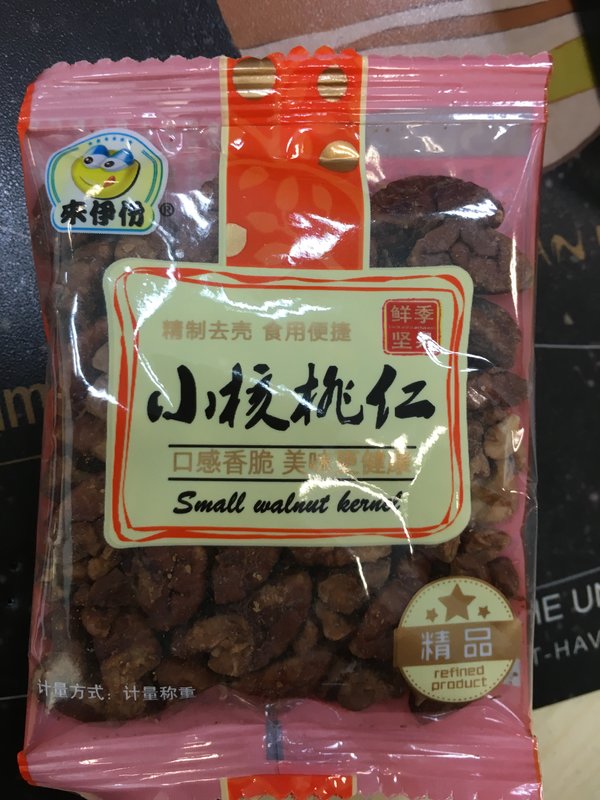 来伊份®
精制去壳 食用便捷
鲜季
坚果
小核桃仁
口感香脆 美味更健康
Small walnut kernel
精品
refined
product
计量方式：计量称重